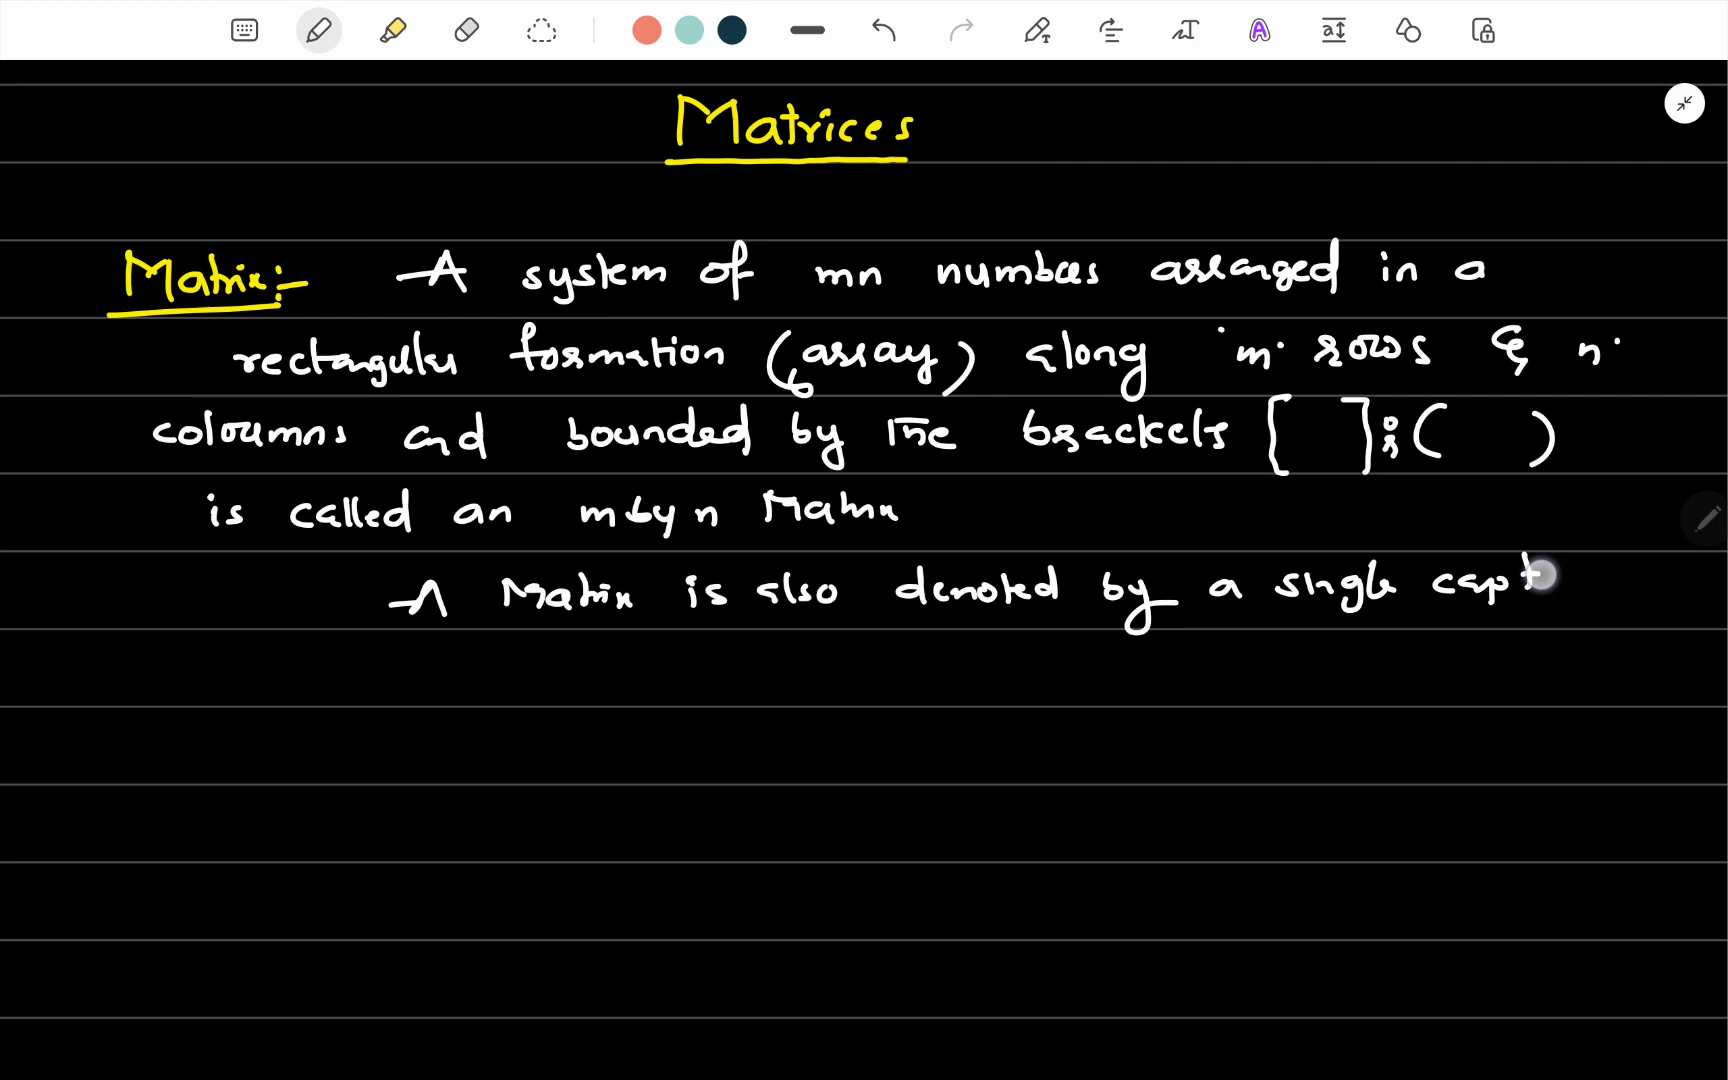 Matrices
Matrix:- A system of mn numbers arranged in a
rectangular formation (array) along 'm' rows & n'
coloumns and bounded by the brackets [ ] or ( )
is called an m by n Matrix
A Matrix is also denoted by a single capt